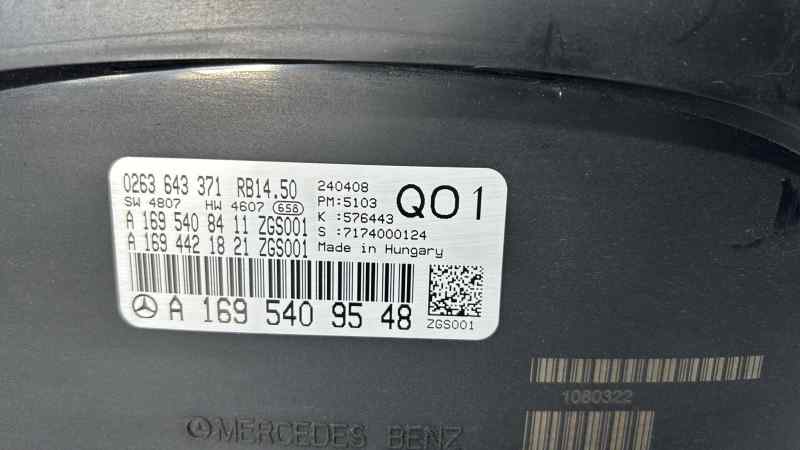 0263 643 371 RB14.50
SW 4807 HW 4607 658
A 169 540 84 11 ZGS001
A 169 442 18 21 ZGS001
240408
PM:5103
K :576443
S :7174000124
Made in Hungary
Q01
A 169 540 95 48
ZGS001
1080322
MERCEDES BENZ